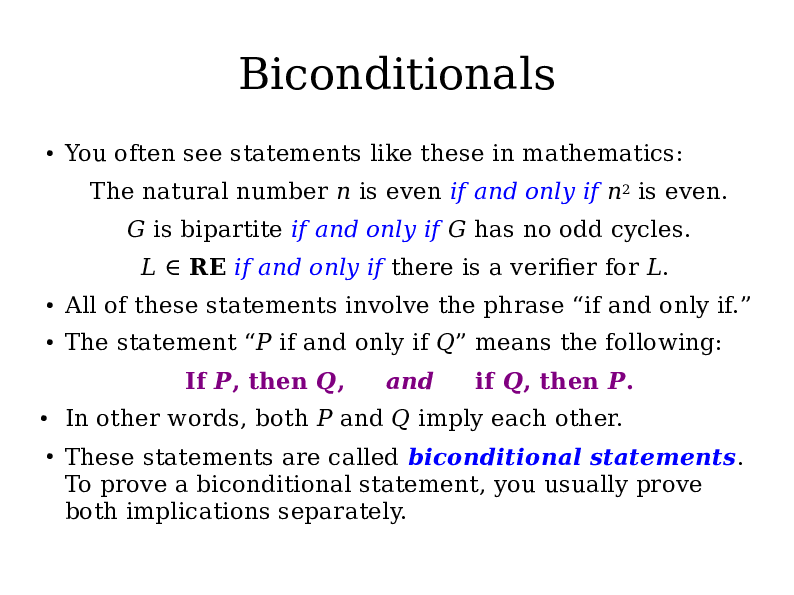 Biconditionals
• You often see statements like these in mathematics:
The natural number n is even if and only if n² is even.
G is bipartite if and only if G has no odd cycles.
L ∈ RE if and only if there is a verifier for L.
• All of these statements involve the phrase “if and only if.”
• The statement “P if and only if Q” means the following:
If P, then Q, and if Q, then P.
• In other words, both P and Q imply each other.
• These statements are called biconditional statements.
To prove a biconditional statement, you usually prove
both implications separately.